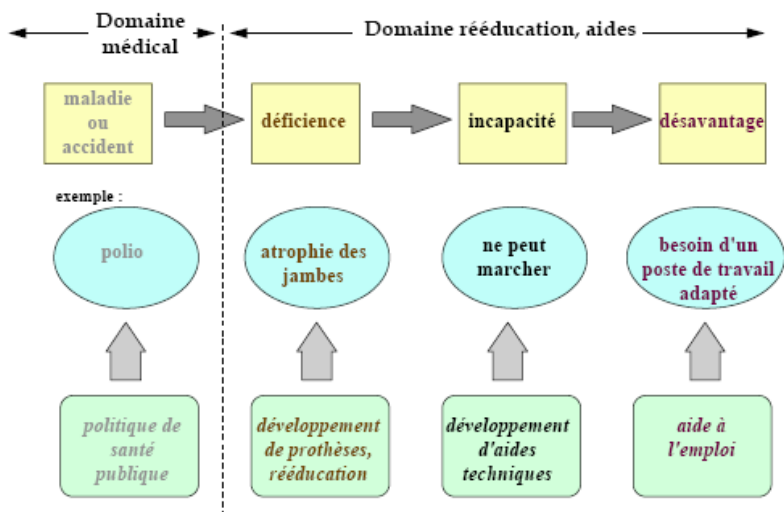 Domaine
médical
Domaine rééducation, aides
maladie
ou
accident
déficience
incapacité
désavantage
exemple :
polio
atrophie des
jambes
ne peut
marcher
besoin d'un
poste de travail
adapté
politique de
santé
publique
développement
de prothèses,
rééducation
développement
d'aides
techniques
aide à
l'emploi